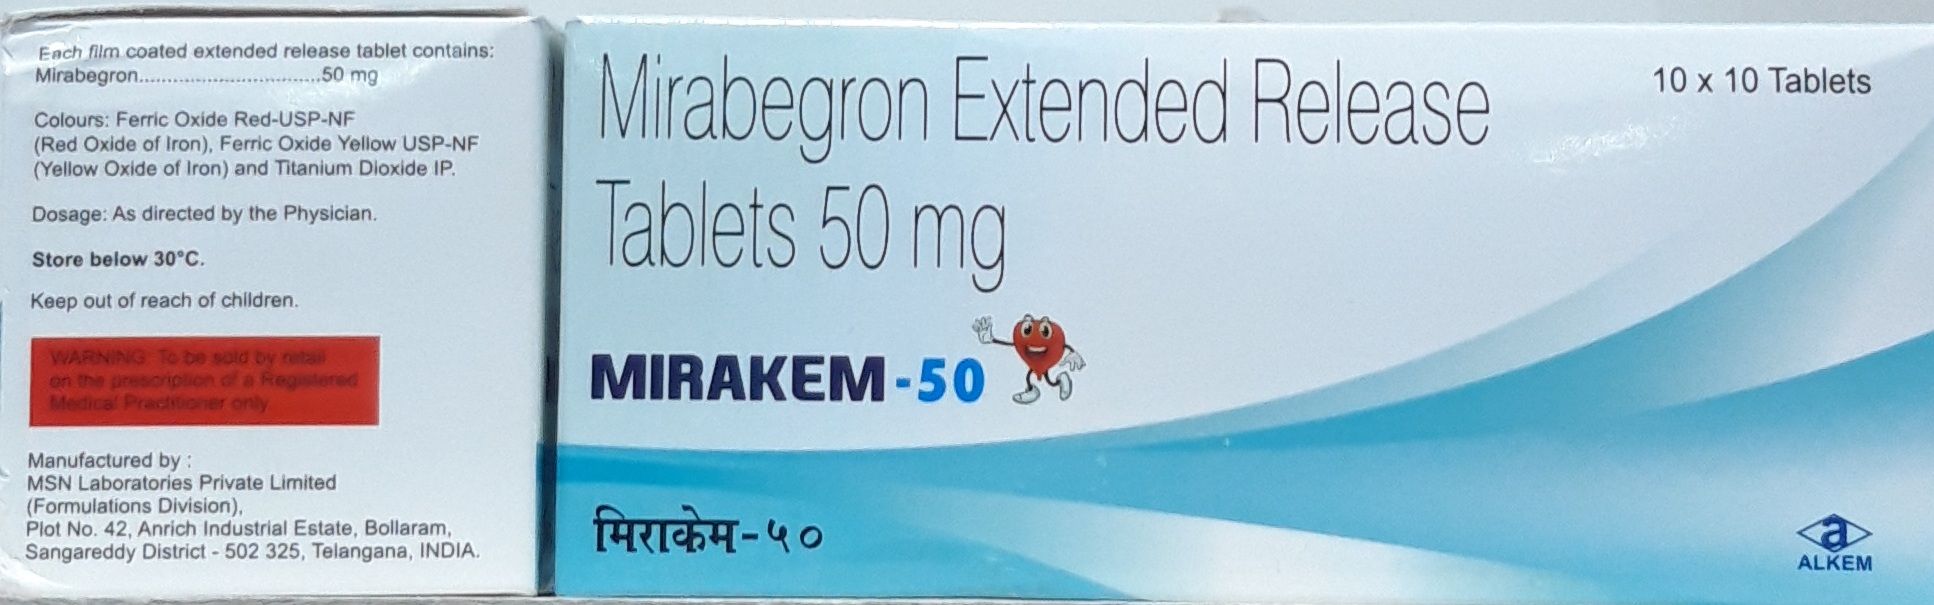 Each film coated extended release tablet contains:
Mirabegron................................50 mg
Colours: Ferric Oxide Red-USP-NF
(Red Oxide of Iron), Ferric Oxide Yellow USP-NF
(Yellow Oxide of Iron) and Titanium Dioxide IP.
Dosage: As directed by the Physician.
Store below 30°C.
Keep out of reach of children.
WARNING: To be sold by retail
on the prescription of a Registered
Medical Practitioner only
Manufactured by :
MSN Laboratories Private Limited
(Formulations Division),
Plot No. 42, Anrich Industrial Estate, Bollaram,
Sangareddy District - 502 325, Telangana, INDIA.
Mirabegron Extended Release
Tablets 50 mg
10 x 10 Tablets
MIRAKEM-50
मिराकेम-५०
a
ALKEM